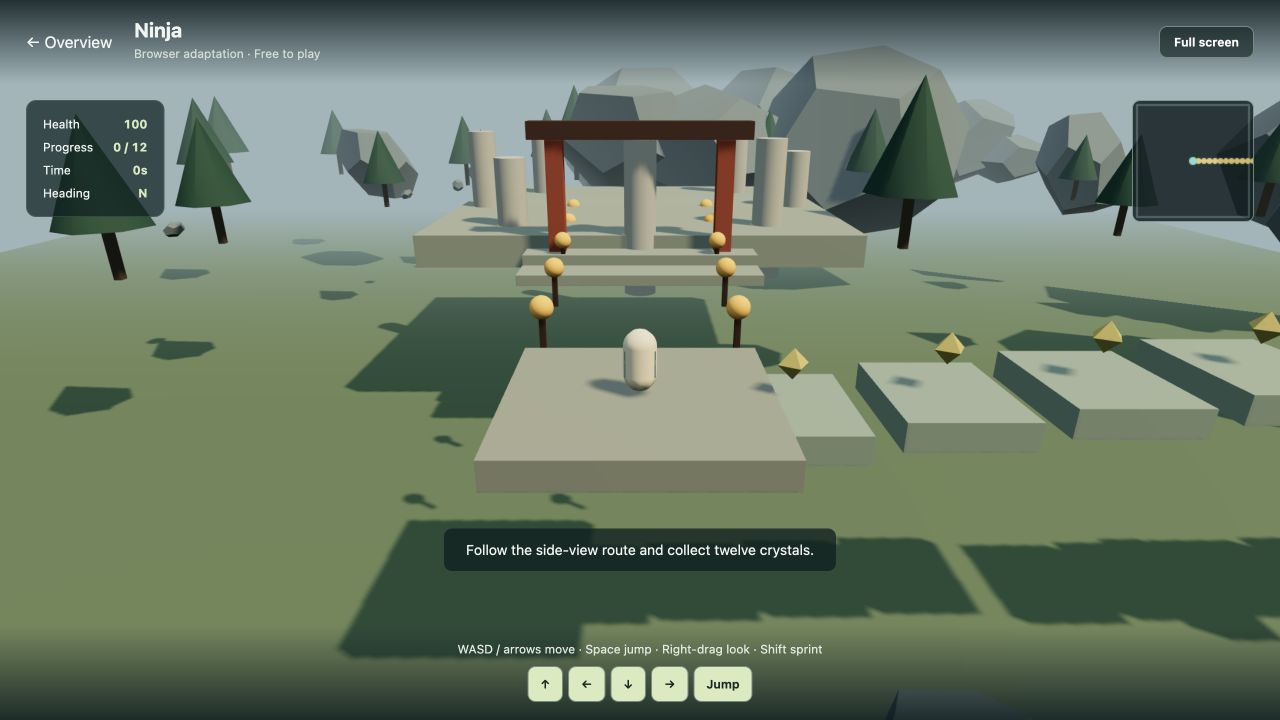 ← Overview
Ninja
Browser adaptation · Free to play
Full screen
Health 100
Progress 0 / 12
Time 0s
Heading N
Follow the side-view route and collect twelve crystals.
WASD / arrows move · Space jump · Right-drag look · Shift sprint
↑ ← ↓ → Jump